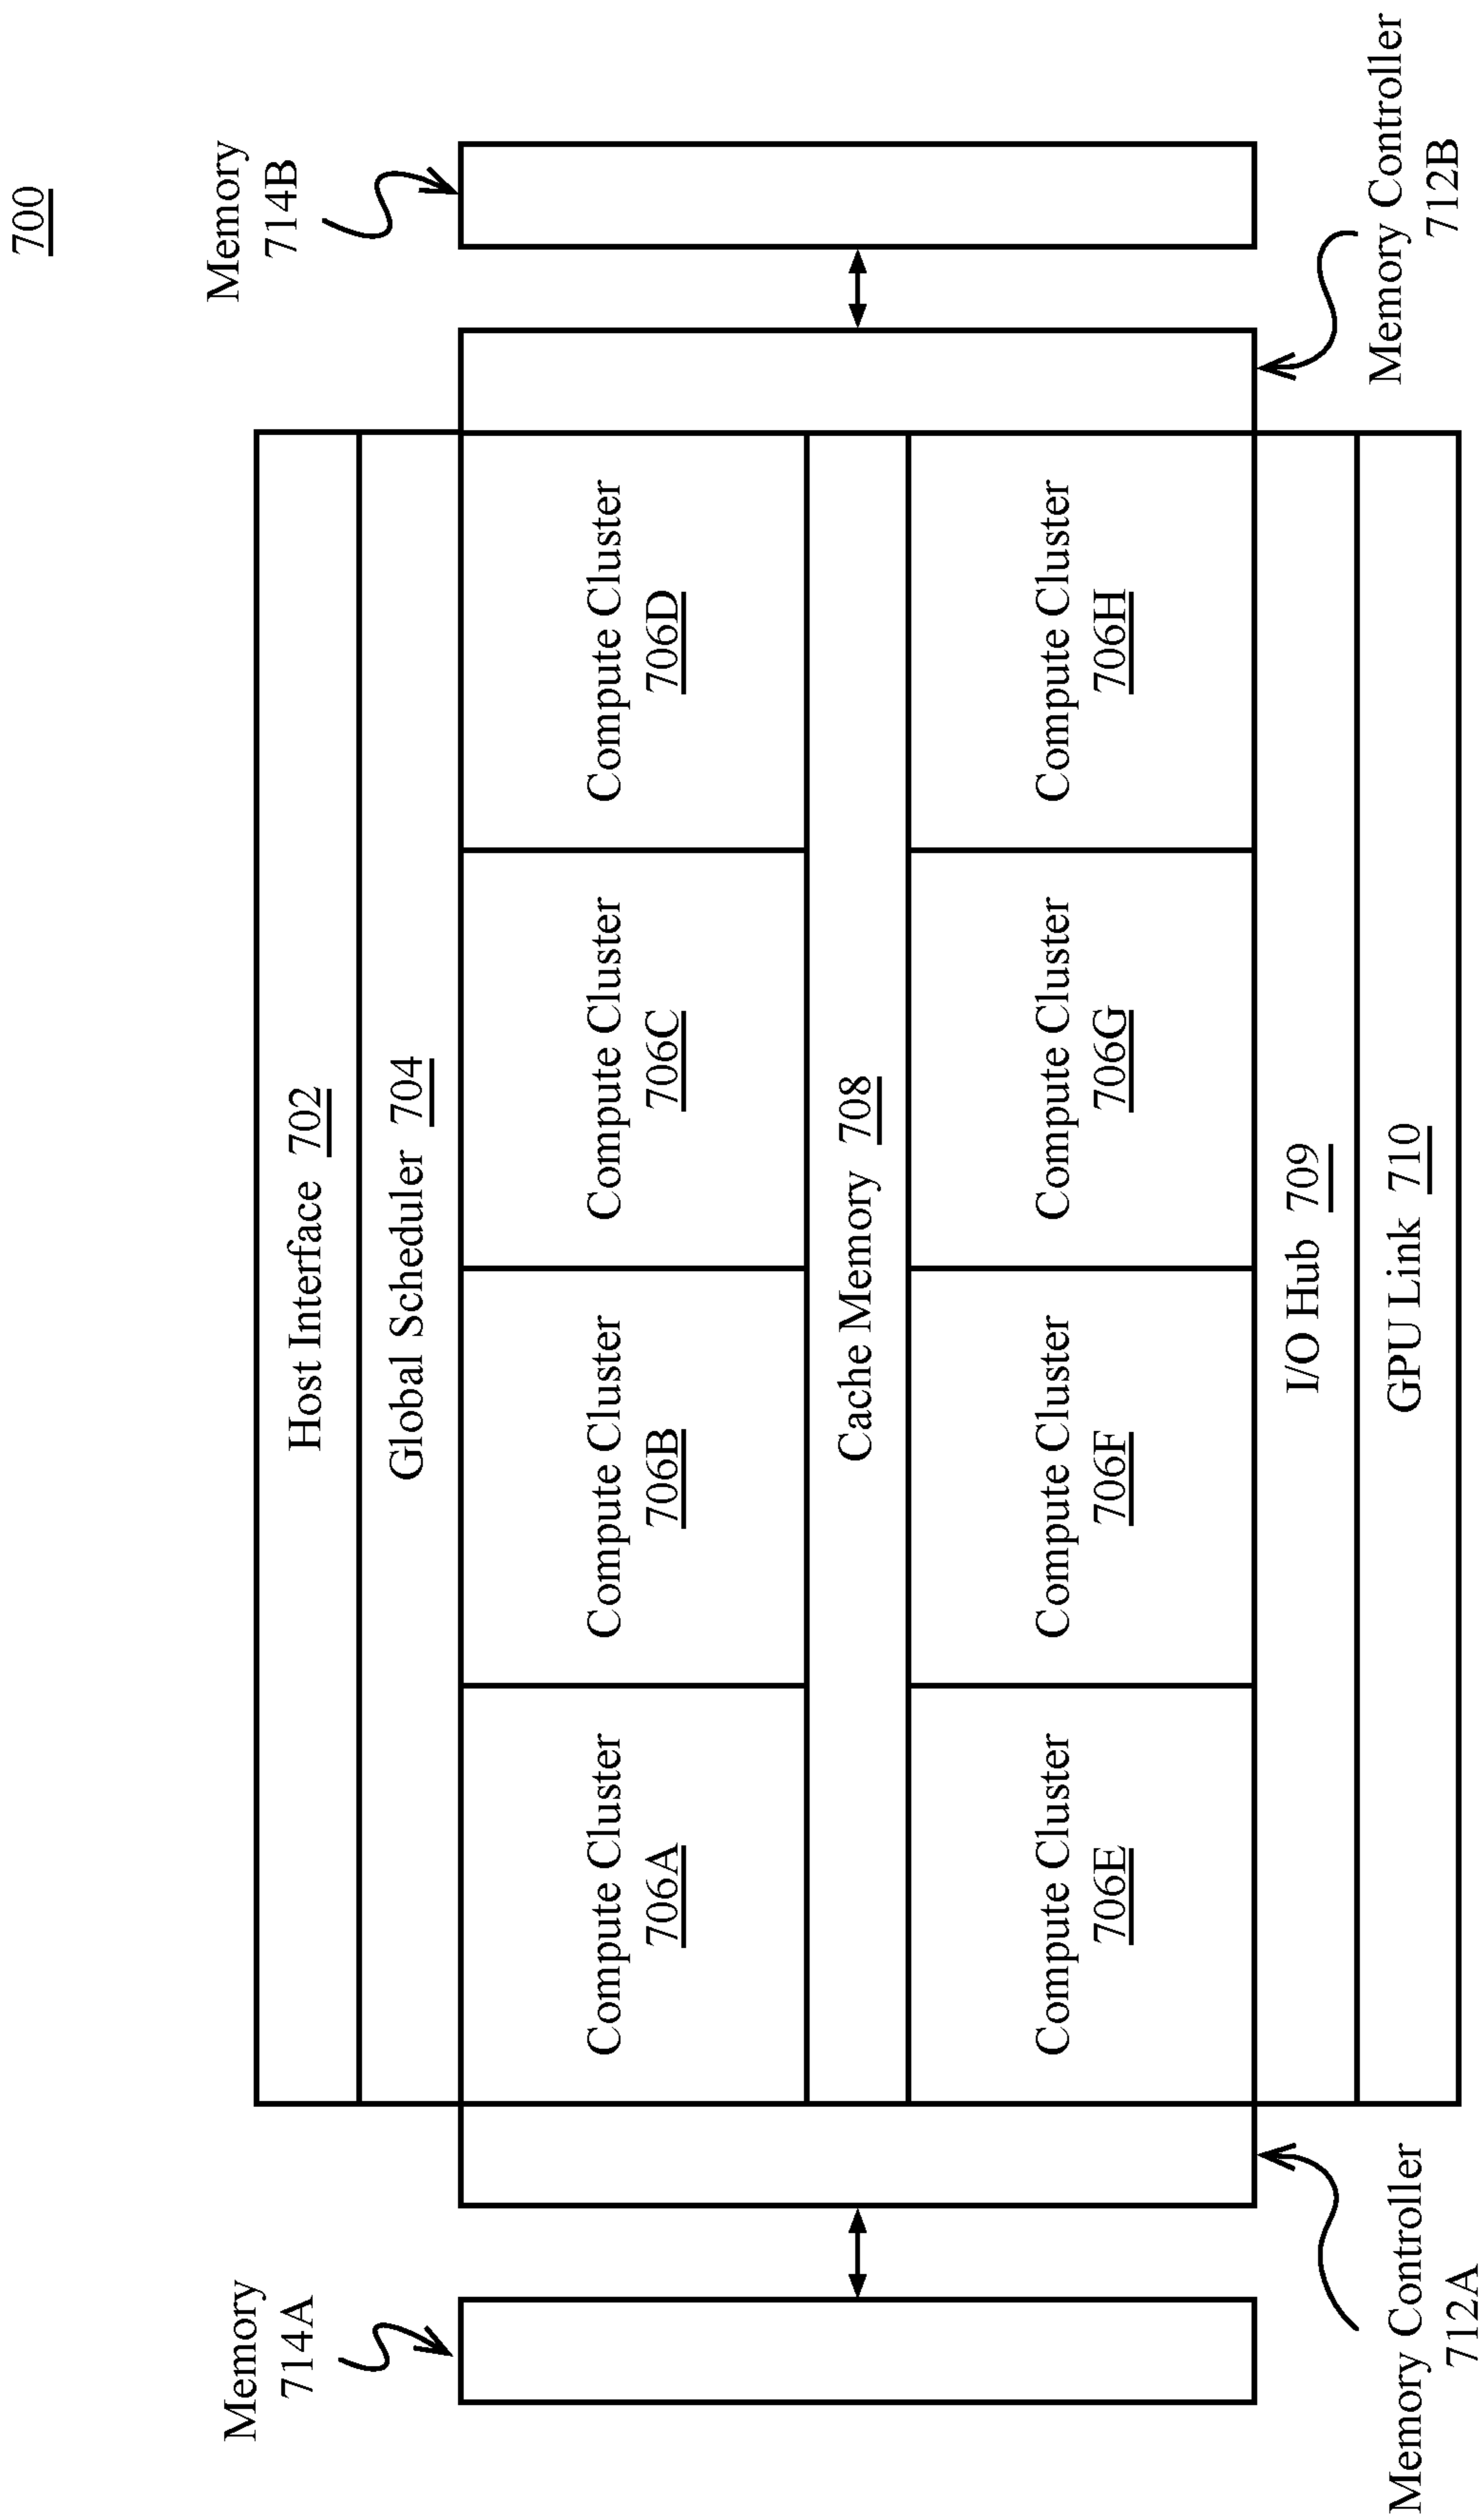 700
Host Interface 702
Global Scheduler 704
Memory
714A
Memory
714B
Compute Cluster
706A
Compute Cluster
706B
Compute Cluster
706C
Compute Cluster
706D
Cache Memory 708
Compute Cluster
706E
Compute Cluster
706F
Compute Cluster
706G
Compute Cluster
706H
I/O Hub 709
GPU Link 710
Memory Controller
712A
Memory Controller
712B